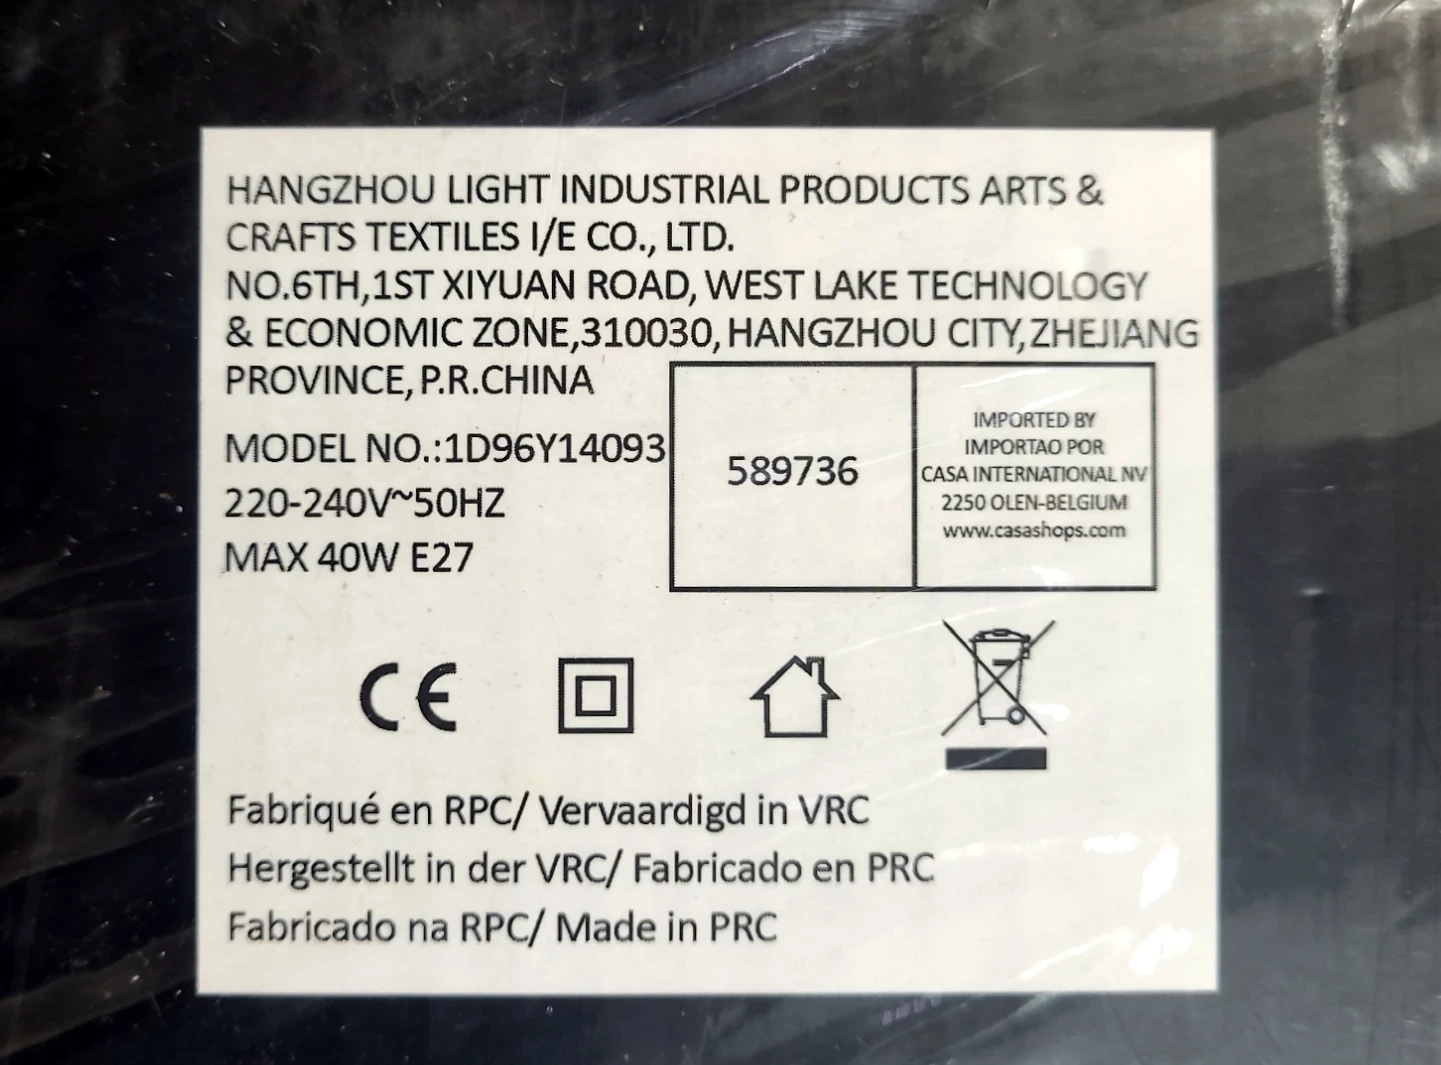 HANGZHOU LIGHT INDUSTRIAL PRODUCTS ARTS &
CRAFTS TEXTILES I/E CO., LTD.
NO.6TH,1ST XIYUAN ROAD, WEST LAKE TECHNOLOGY
& ECONOMIC ZONE,310030, HANGZHOU CITY, ZHEJIANG
PROVINCE, P.R.CHINA
MODEL NO.:1D96Y14093
220-240V~50HZ
MAX 40W E27
589736
IMPORTED BY
IMPORTAO POR
CASA INTERNATIONAL NV
2250 OLEN-BELGIUM
www.casashops.com
CE
Fabriqué en RPC/ Vervaardigd in VRC
Hergestellt in der VRC/ Fabricado en PRC
Fabricado na RPC/ Made in PRC